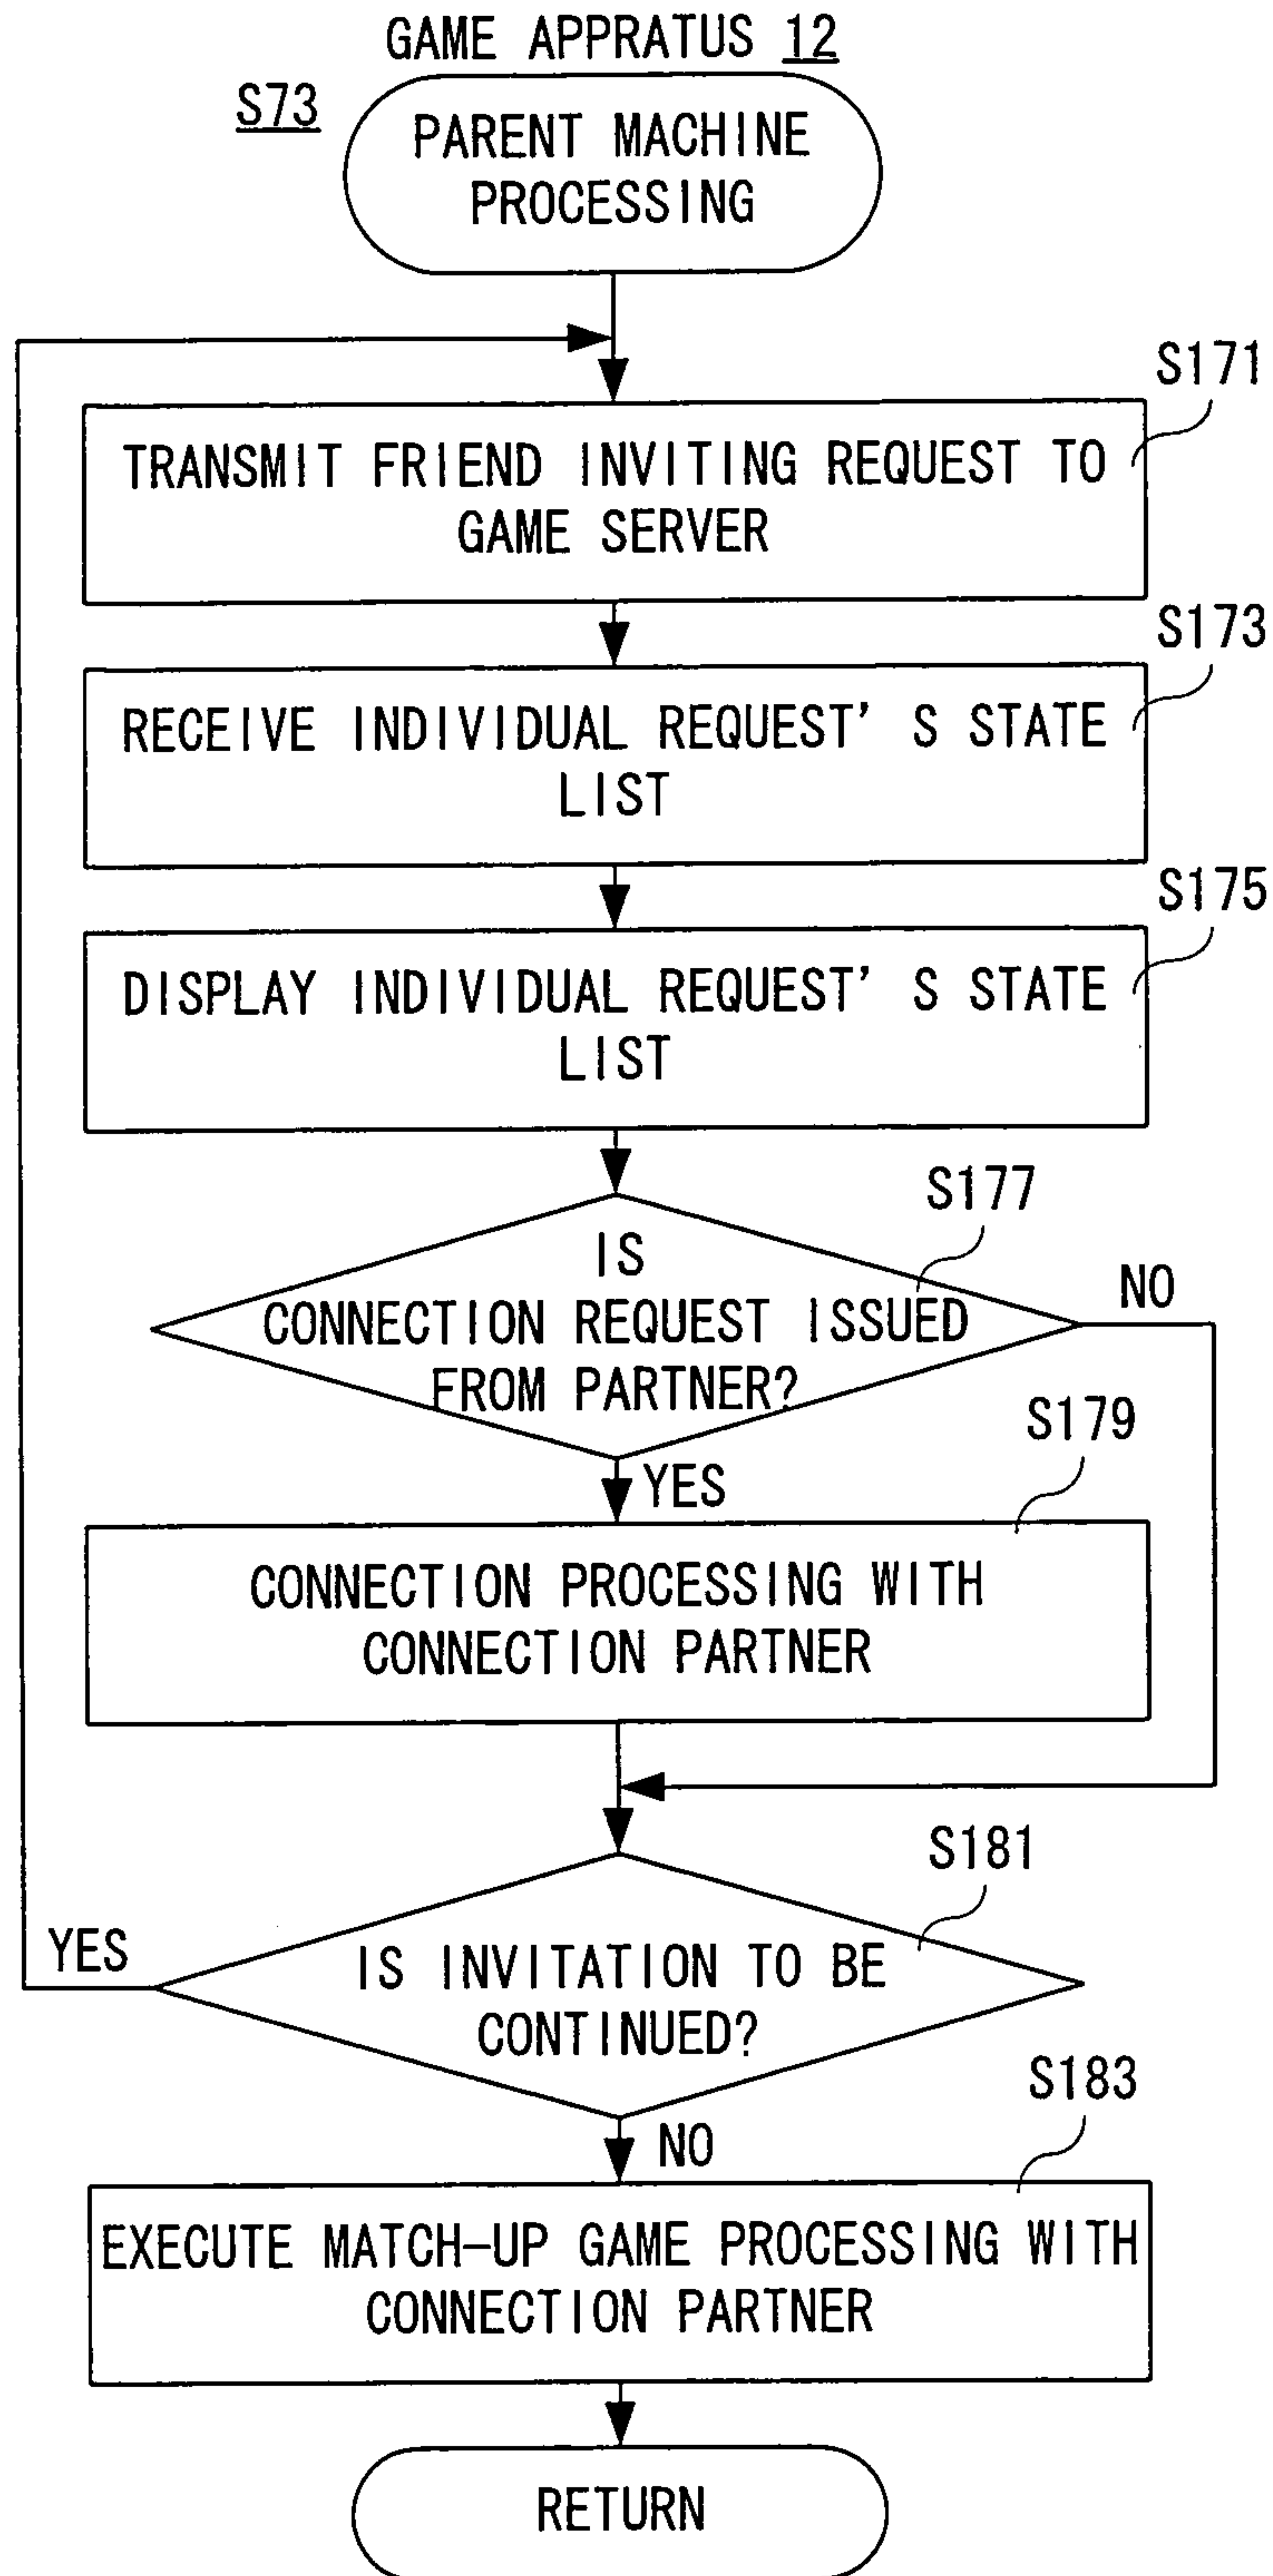 GAME APPRATUS 12
S73
PARENT MACHINE
PROCESSING
S171
TRANSMIT FRIEND INVITING REQUEST TO
GAME SERVER
S173
RECEIVE INDIVIDUAL REQUEST' S STATE
LIST
S175
DISPLAY INDIVIDUAL REQUEST' S STATE
LIST
S177
IS
CONNECTION REQUEST ISSUED
FROM PARTNER?
NO
YES
S179
CONNECTION PROCESSING WITH
CONNECTION PARTNER
S181
YES
IS INVITATION TO BE
CONTINUED?
NO
S183
EXECUTE MATCH-UP GAME PROCESSING WITH
CONNECTION PARTNER
RETURN